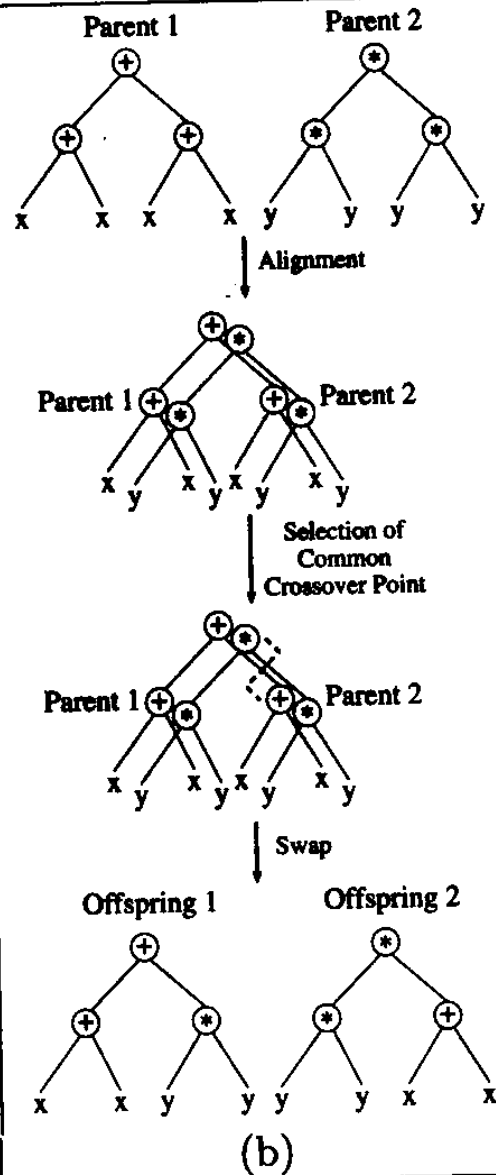 Parent 1 Parent 2
+ *
+ + * *
x x x x y y y y
Alignment
+ *
Parent 1 + * + * Parent 2
x y x y x y x y
Selection of
Common
Crossover Point
+ *
Parent 1 + * + * Parent 2
x y x y x y x y
Swap
Offspring 1 Offspring 2
+ *
+ * * +
x x y y y y x x
(b)